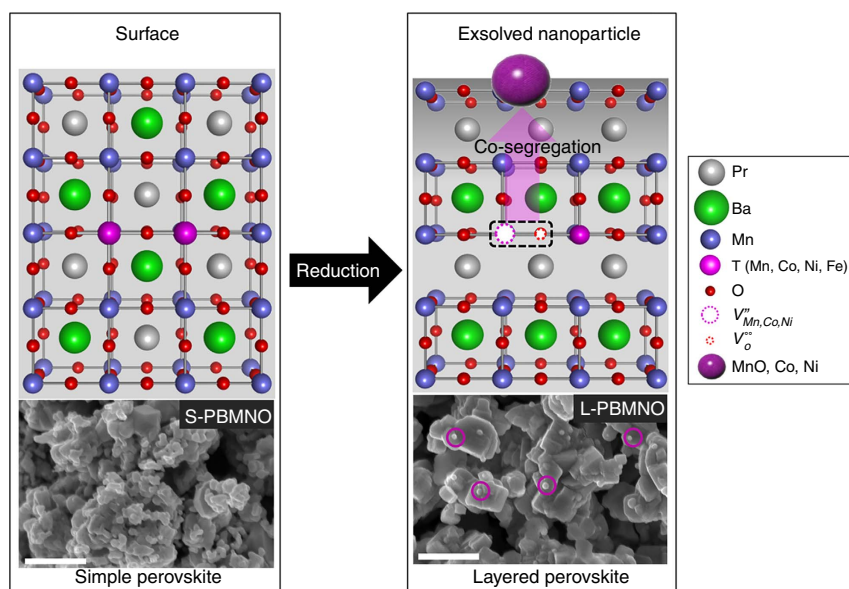 Surface
S-PBMNO
Simple perovskite
Reduction
Exsolved nanoparticle
Co-segregation
L-PBMNO
Layered perovskite
Pr
Ba
Mn
T (Mn, Co, Ni, Fe)
O
V″Mn,Co,Ni
V°°o
MnO, Co, Ni